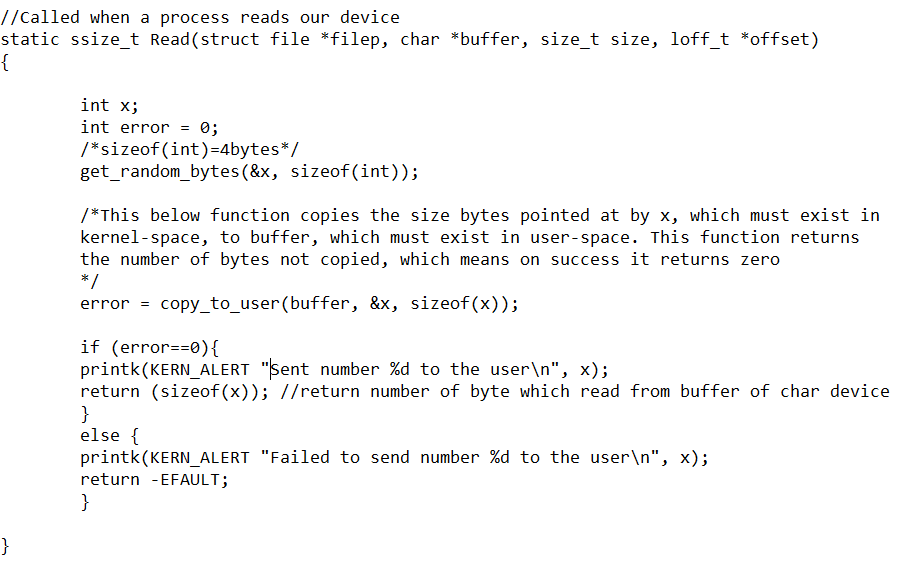 //Called when a process reads our device
static ssize_t Read(struct file *filep, char *buffer, size_t size, loff_t *offset)
{
int x;
int error = 0;
/*sizeof(int)=4bytes*/
get_random_bytes(&x, sizeof(int));
/*This below function copies the size bytes pointed at by x, which must exist in
kernel-space, to buffer, which must exist in user-space. This function returns
the number of bytes not copied, which means on success it returns zero
*/
error = copy_to_user(buffer, &x, sizeof(x));
if (error==0){
printk(KERN_ALERT "Sent number %d to the user\n", x);
return (sizeof(x)); //return number of byte which read from buffer of char device
}
else {
printk(KERN_ALERT "Failed to send number %d to the user\n", x);
return -EFAULT;
}
}